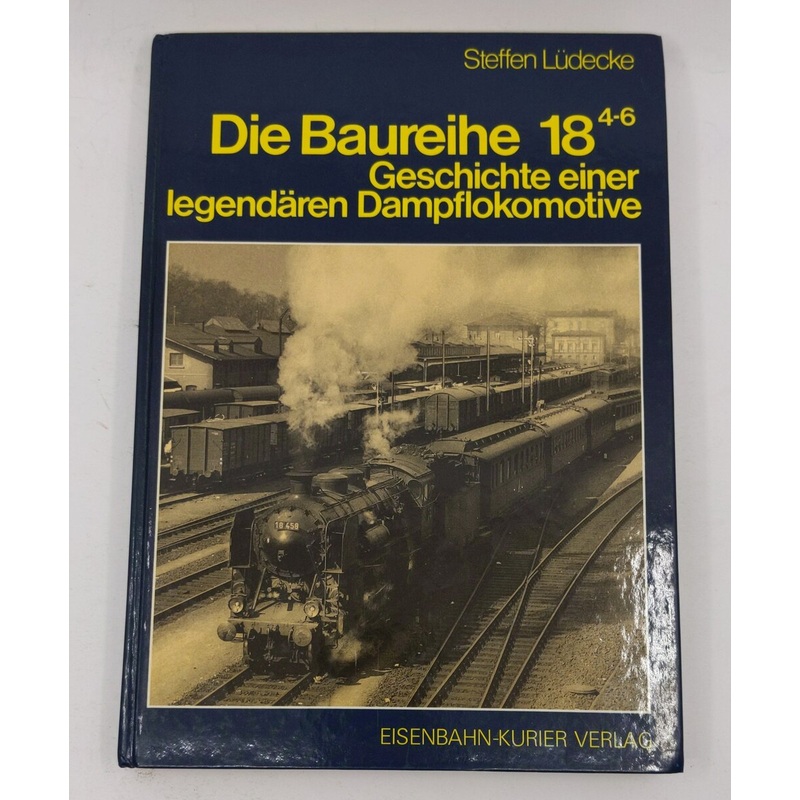 Steffen Lüdecke
Die Baureihe 18⁴⁻⁶
Geschichte einer
legendären Dampflokomotive
18 458
EISENBAHN-KURIER VERLAG